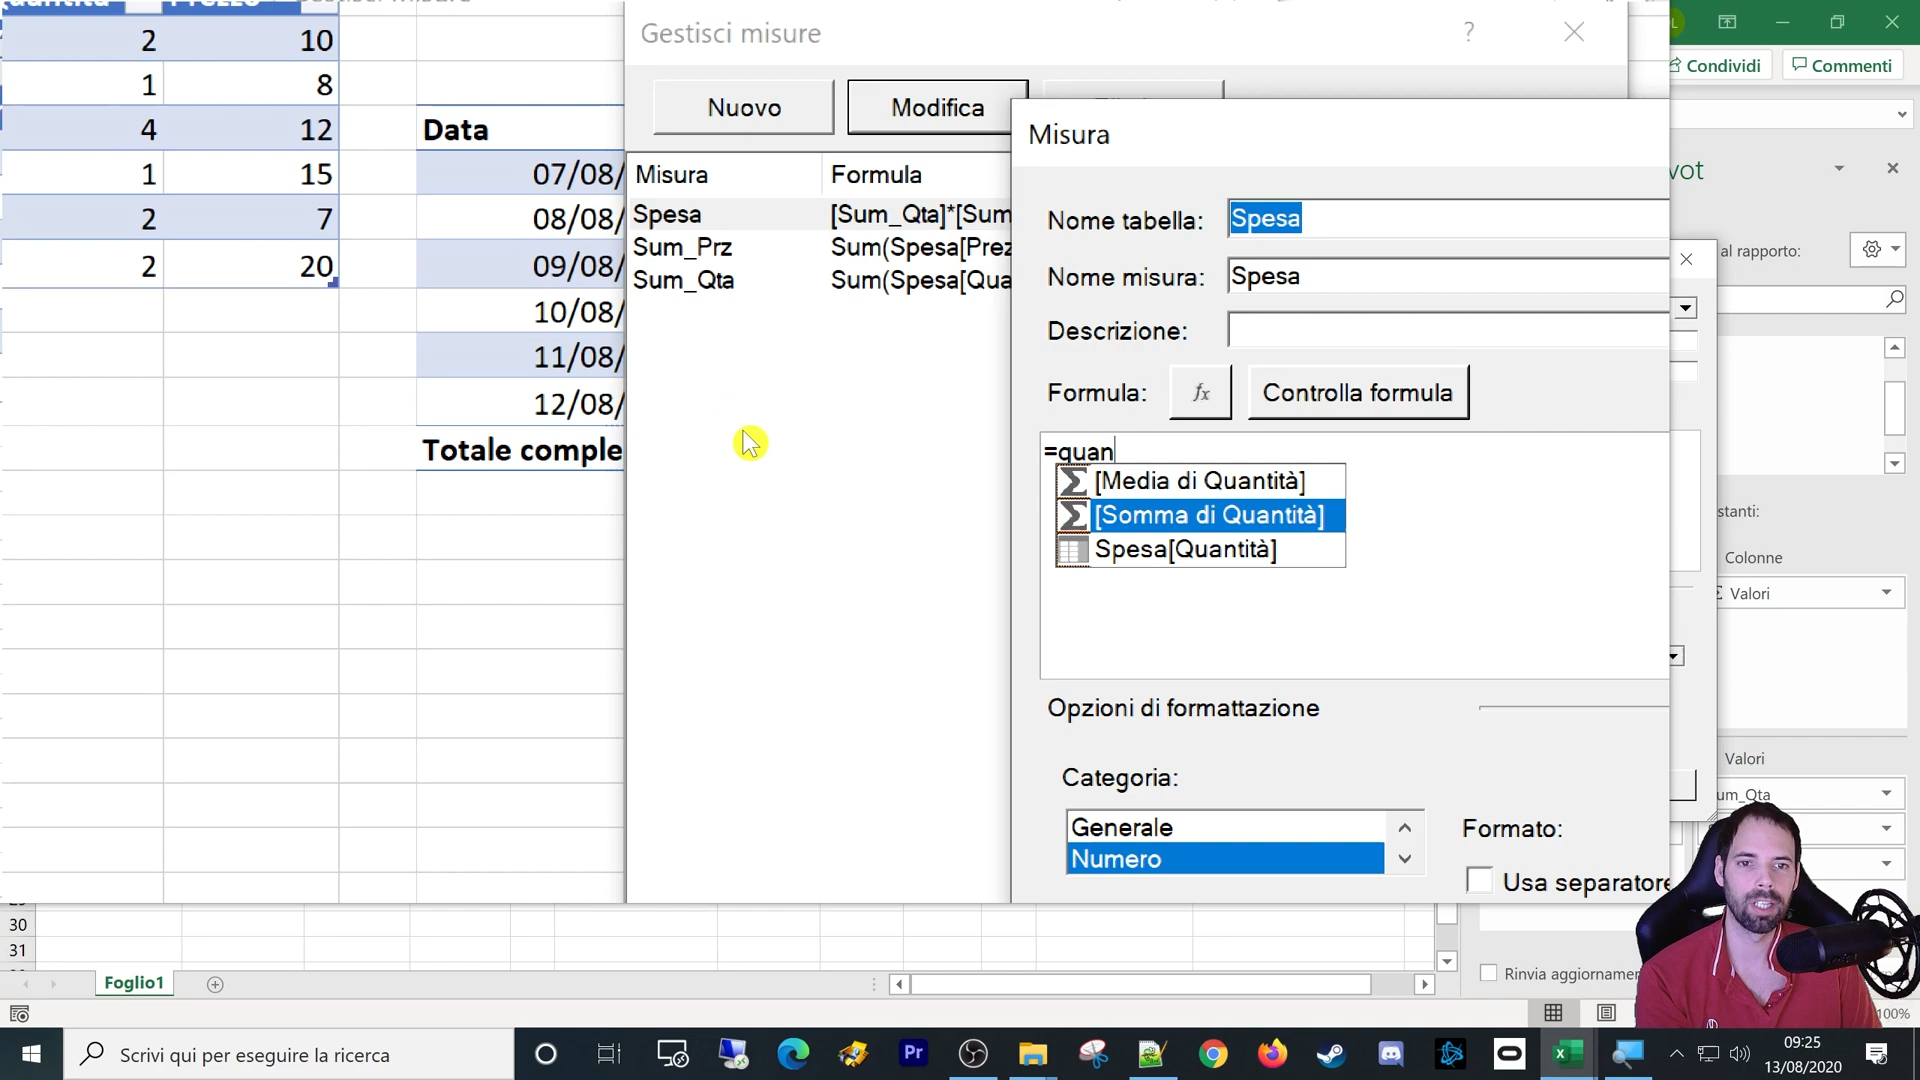 Quantità Prezzo
2 10
1 8
4 12
1 15
2 7
2 20
Data
07/08/
08/08/
09/08/
10/08/
11/08/
12/08/
Totale comple
Gestisci misure
?
Nuovo
Modifica
Misura
Formula
Spesa
[Sum_Qta]*[Sum
Sum_Prz
Sum(Spesa[Prez
Sum_Qta
Sum(Spesa[Qua
Misura
Nome tabella:
Spesa
Nome misura:
Spesa
Descrizione:
Formula:
fx
Controlla formula
=quan
[Media di Quantità]
[Somma di Quantità]
Spesa[Quantità]
Opzioni di formattazione
Categoria:
Generale
Numero
Formato:
Usa separatore
Condividi
Commenti
vot
al rapporto:
stanti:
Colonne
Σ Valori
Valori
um_Qta
Rinvia aggiornamen
30
31
Foglio1
100%
Scrivi qui per eseguire la ricerca
Pr
09:25
13/08/2020